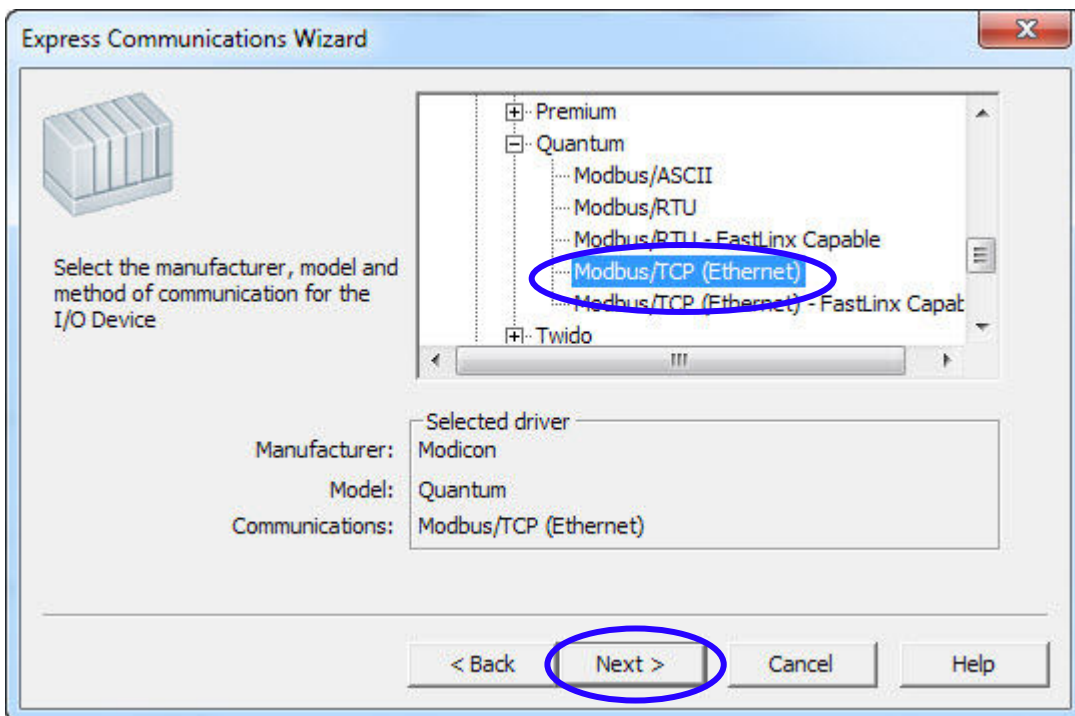 Express Communications Wizard
Premium
Quantum
Modbus/ASCII
Modbus/RTU
Modbus/RTU - FastLinx Capable
Modbus/TCP (Ethernet)
Modbus/TCP (Ethernet) - FastLinx Capab
Twido
Select the manufacturer, model and
method of communication for the
I/O Device
Selected driver
Manufacturer: Modicon
Model: Quantum
Communications: Modbus/TCP (Ethernet)
< Back Next > Cancel Help